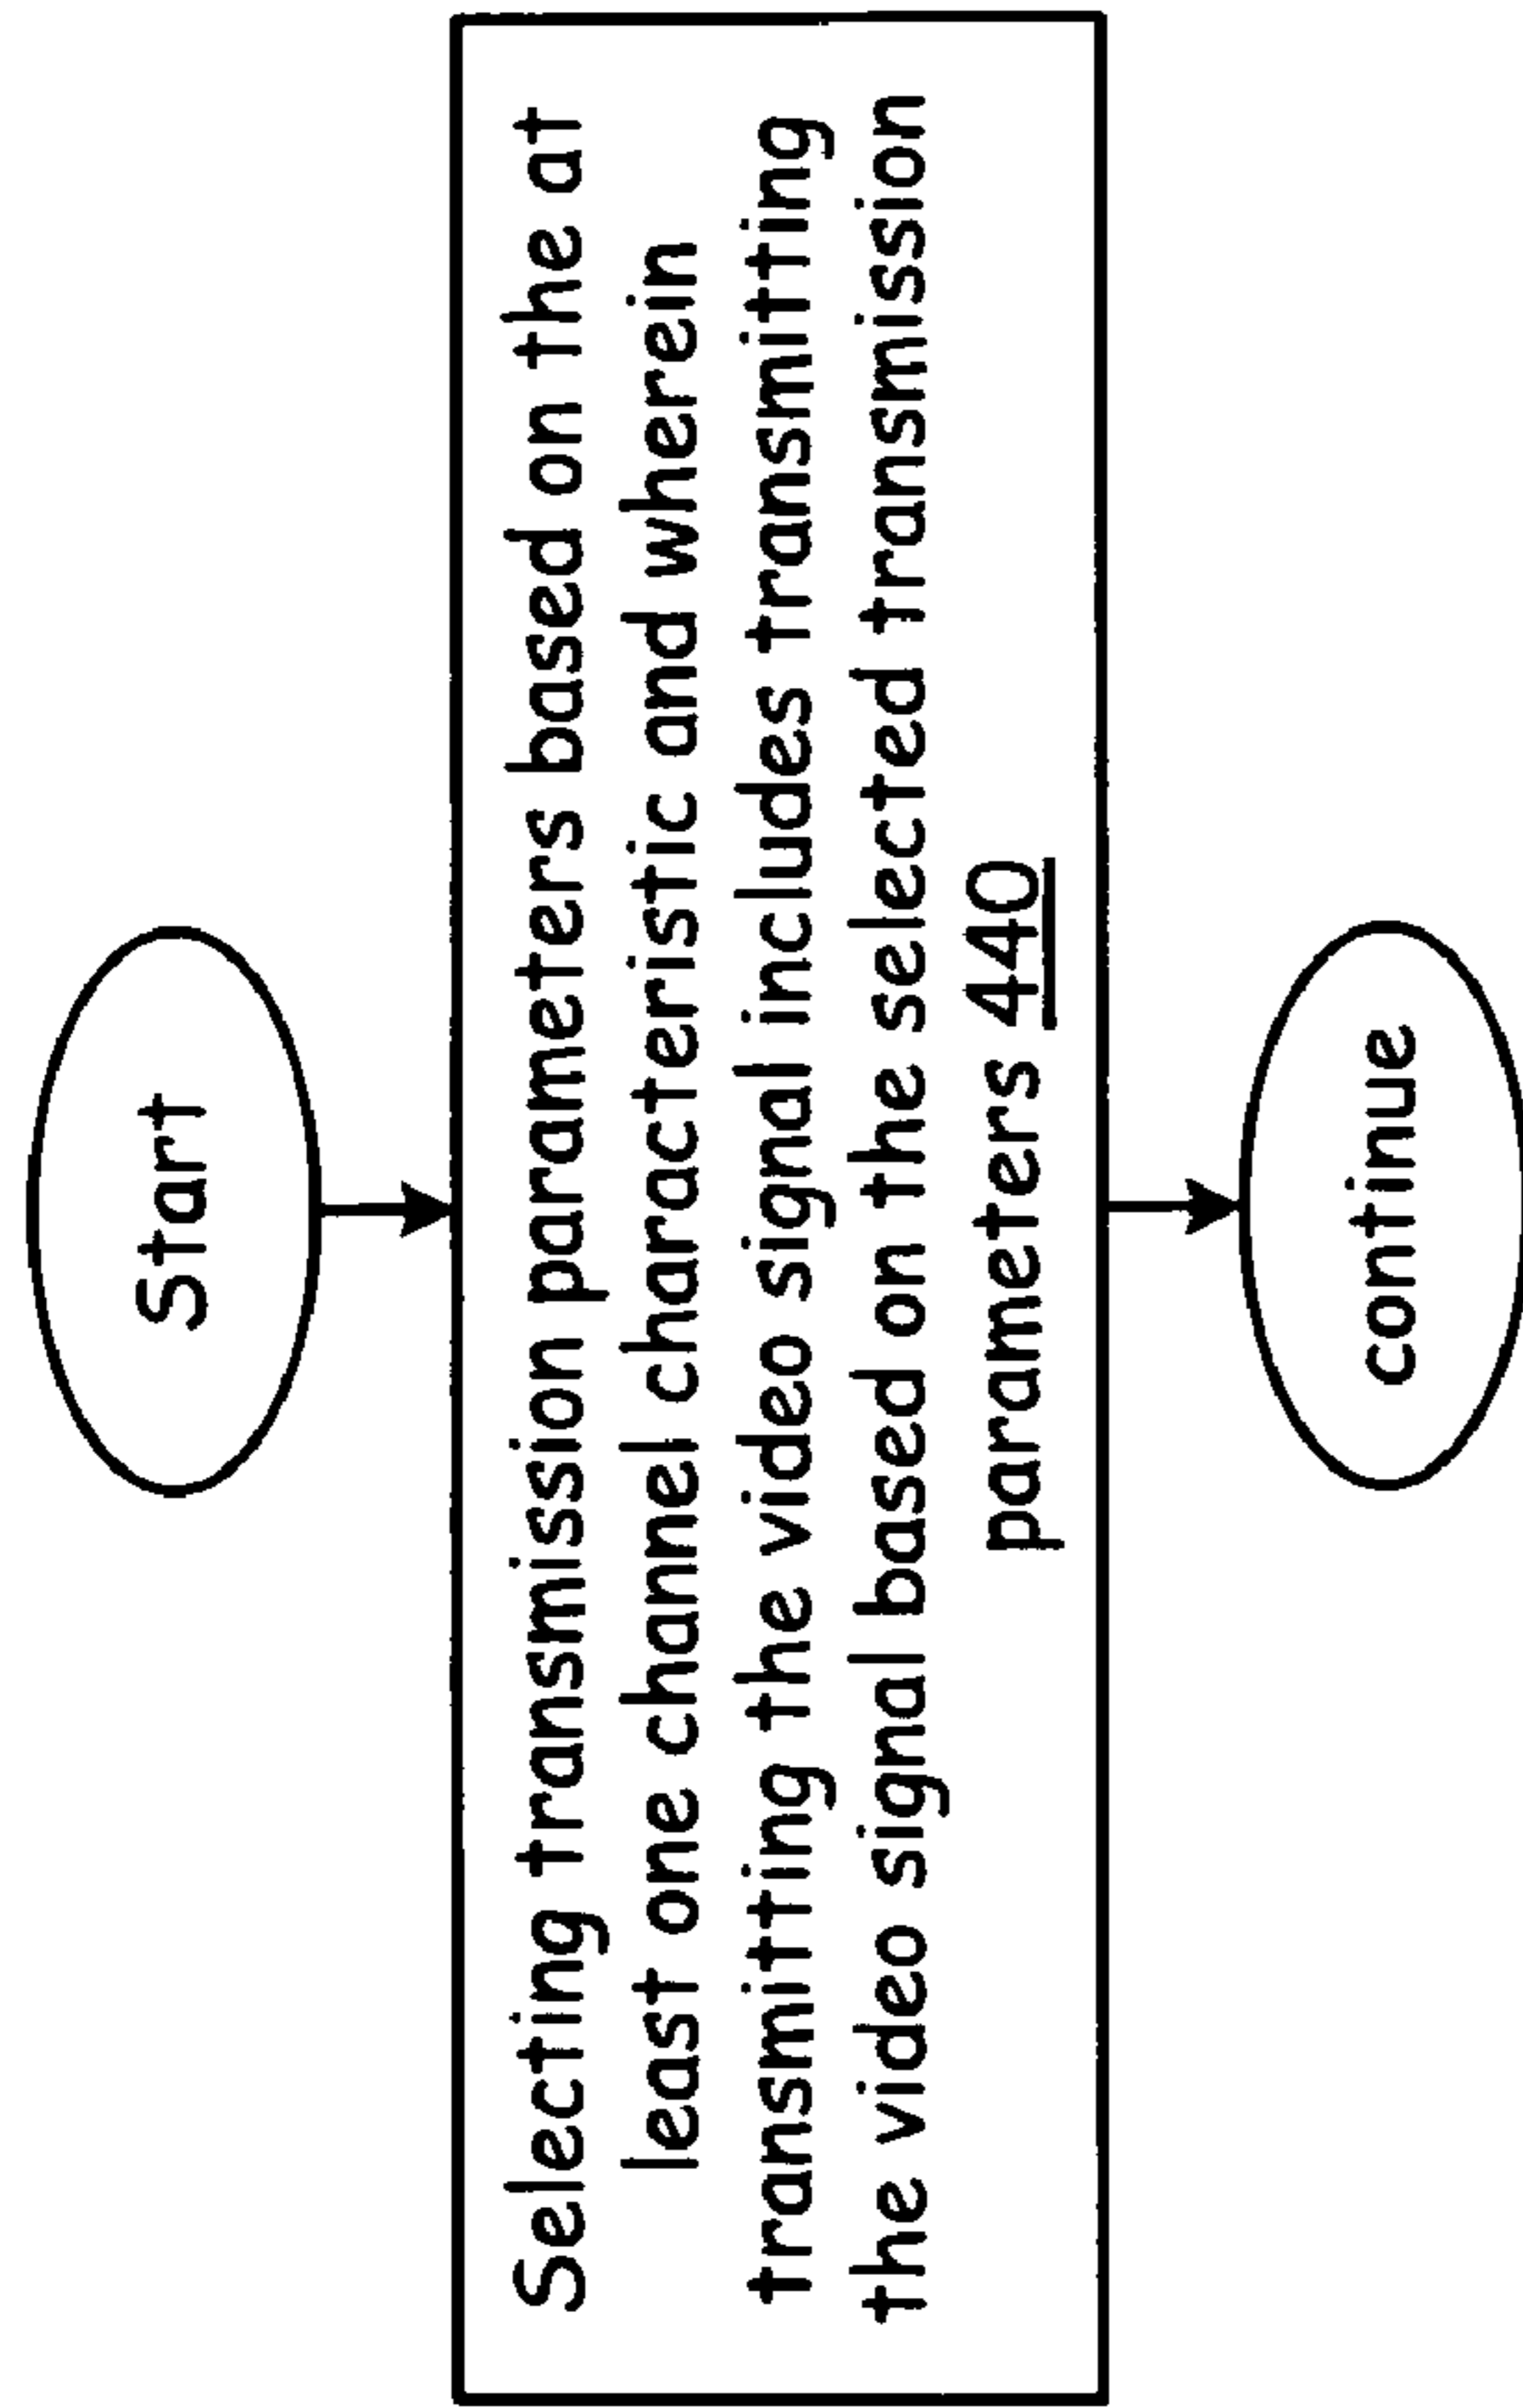 Start
Selecting transmission parameters based on the at
least one channel characteristic and wherein
transmitting the video signal includes transmitting
the video signal based on the selected transmission
parameters 440
continue